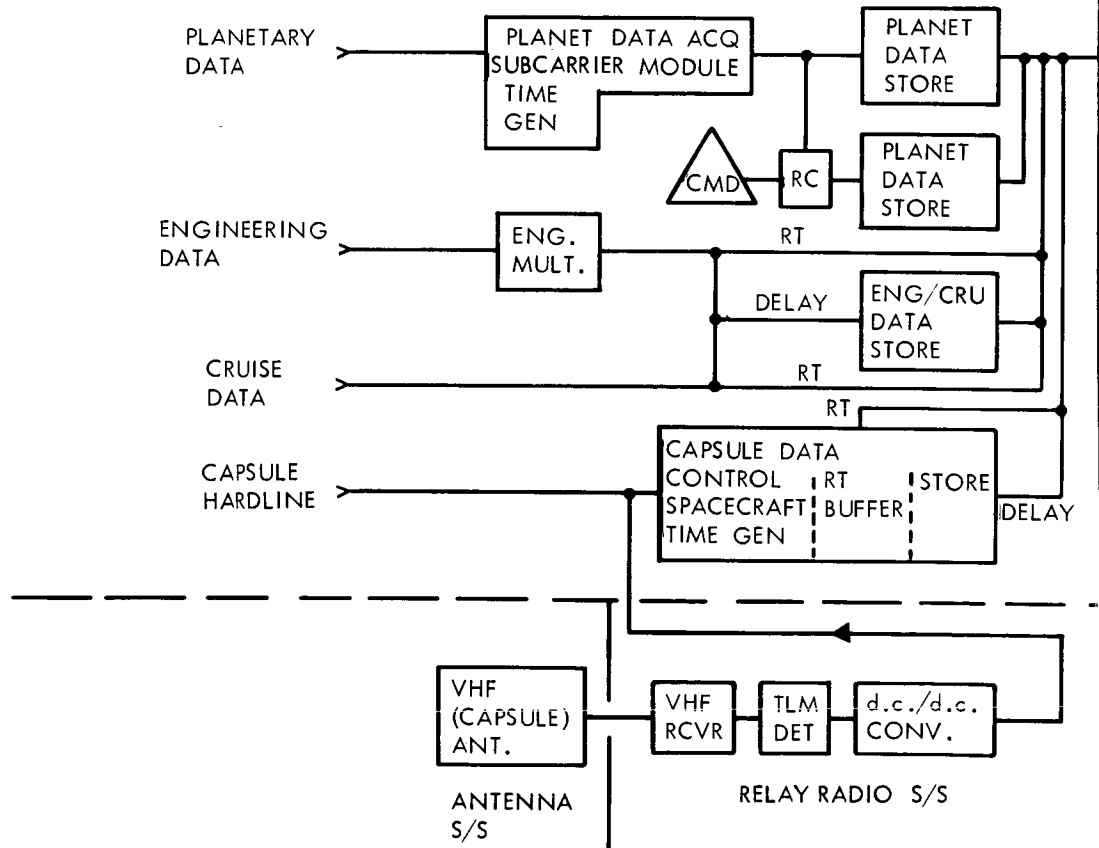 PLANETARY
DATA
PLANET DATA ACQ
SUBCARRIER MODULE
TIME
GEN
PLANET
DATA
STORE
CMD
RC
PLANET
DATA
STORE
ENGINEERING
DATA
ENG.
MULT.
RT
DELAY
ENG/CRU
DATA
STORE
CRUISE
DATA
RT
RT
CAPSULE
HARDLINE
CAPSULE DATA
CONTROL
SPACECRAFT
TIME GEN
RT
BUFFER
STORE
DELAY
VHF
(CAPSULE)
ANT.
VHF
RCVR
TLM
DET
d.c./d.c.
CONV.
ANTENNA
S/S
RELAY RADIO S/S